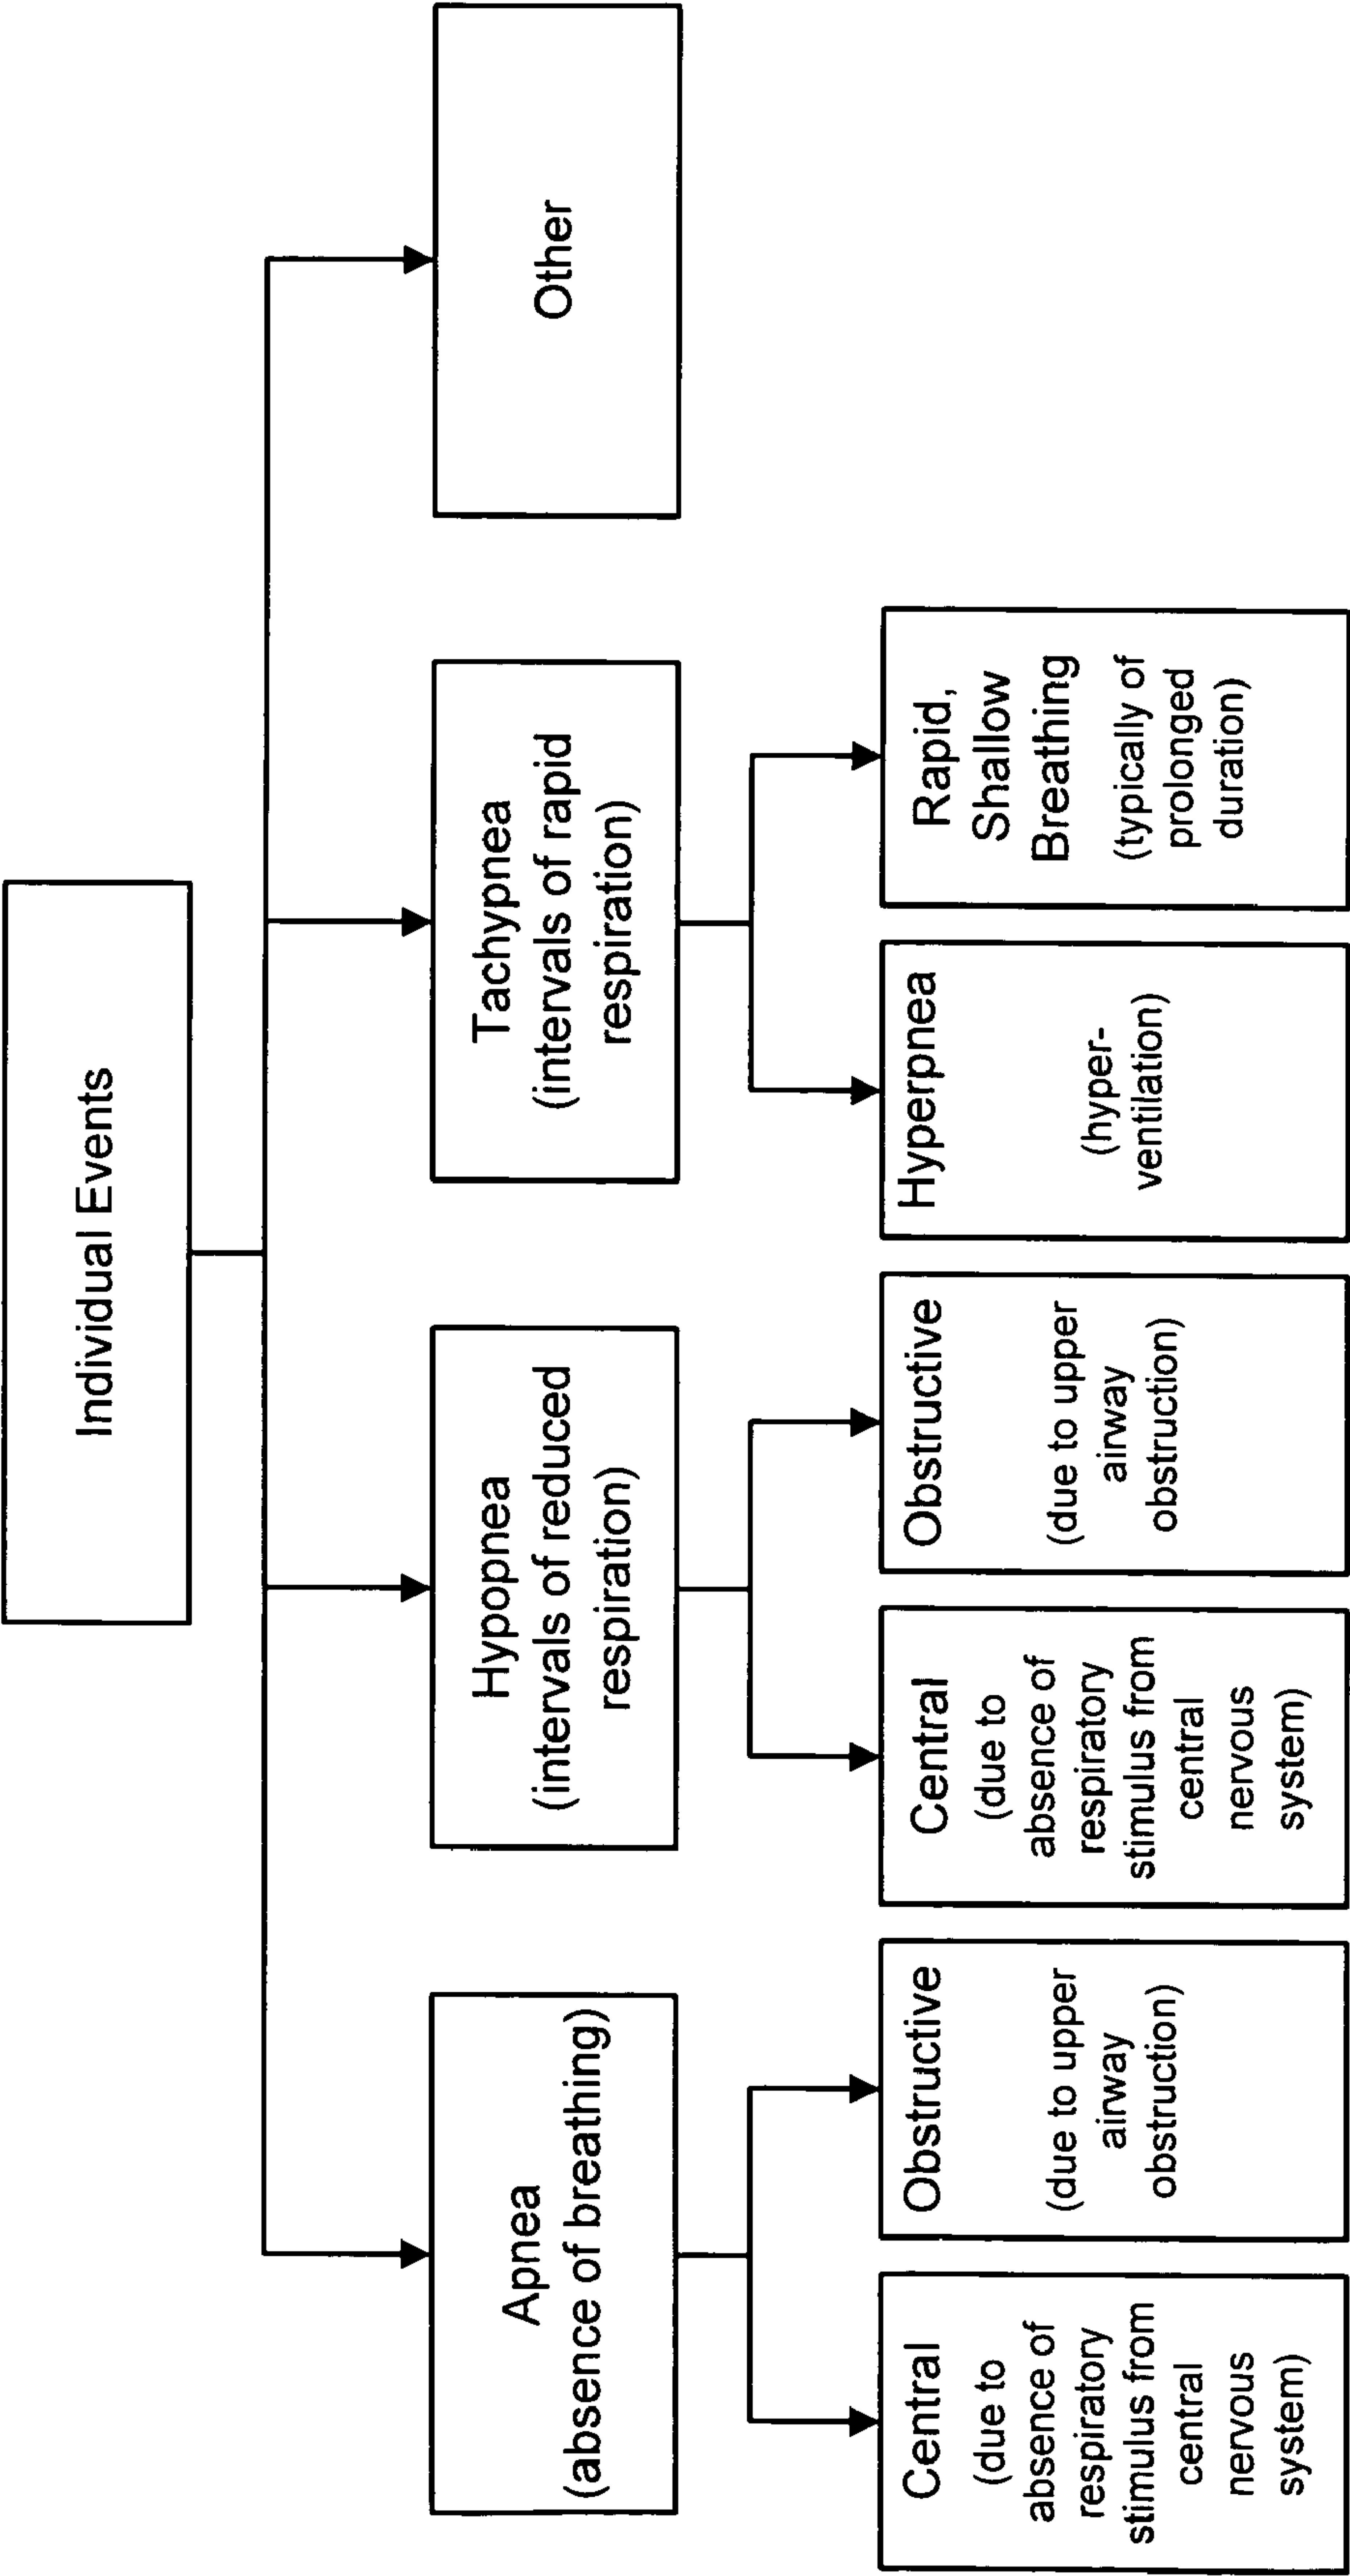 Individual Events
Apnea
(absence of breathing)
Hypopnea
(intervals of reduced
respiration)
Tachypnea
(intervals of rapid
respiration)
Other
Central
(due to
absence of
respiratory
stimulus from
central
nervous
system)
Obstructive
(due to upper
airway
obstruction)
Central
(due to
absence of
respiratory
stimulus from
central
nervous
system)
Obstructive
(due to upper
airway
obstruction)
Hyperpnea
(hyper-
ventilation)
Rapid,
Shallow
Breathing
(typically of
prolonged
duration)